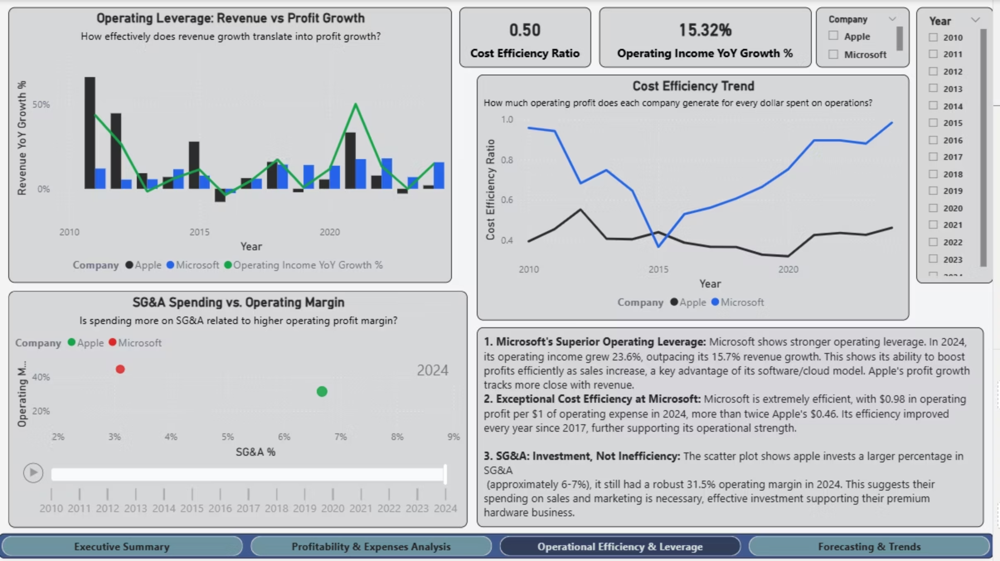 Operating Leverage: Revenue vs Profit Growth
How effectively does revenue growth translate into profit growth?
Revenue YoY Growth %
50%
0%
2010
2015
2020
Year
Company Apple Microsoft Operating Income YoY Growth %
0.50
Cost Efficiency Ratio
15.32%
Operating Income YoY Growth %
Company
Apple
Microsoft
Year
2010
2011
2012
2013
2014
2015
2016
2017
2018
2019
2020
2021
2022
2023
Cost Efficiency Trend
How much operating profit does each company generate for every dollar spent on operations?
Cost Efficiency Ratio
1.0
0.8
0.6
0.4
2010
2015
2020
Year
Company Apple Microsoft
SG&A Spending vs. Operating Margin
Is spending more on SG&A related to higher operating profit margin?
Company Apple Microsoft
Operating M...
40%
20%
2024
2% 3% 4% 5% 6% 7% 8% 9%
SG&A %
2010 2011 2012 2013 2014 2015 2016 2017 2018 2019 2020 2021 2022 2023 2024
1. Microsoft's Superior Operating Leverage: Microsoft shows stronger operating leverage. In 2024,
its operating income grew 23.6%, outpacing its 15.7% revenue growth. This shows its ability to boost
profits efficiently as sales increase, a key advantage of its software/cloud model. Apple's profit growth
tracks more close with revenue.
2. Exceptional Cost Efficiency at Microsoft: Microsoft is extremely efficient, with $0.98 in operating
profit per $1 of operating expense in 2024, more than twice Apple's $0.46. Its efficiency improved
every year since 2017, further supporting its operational strength.
3. SG&A: Investment, Not Inefficiency: The scatter plot shows apple invests a larger percentage in
SG&A
(approximately 6-7%), it still had a robust 31.5% operating margin in 2024. This suggests their
spending on sales and marketing is necessary, effective investment supporting their premium
hardware business.
Executive Summary
Profitability & Expenses Analysis
Operational Efficiency & Leverage
Forecasting & Trends